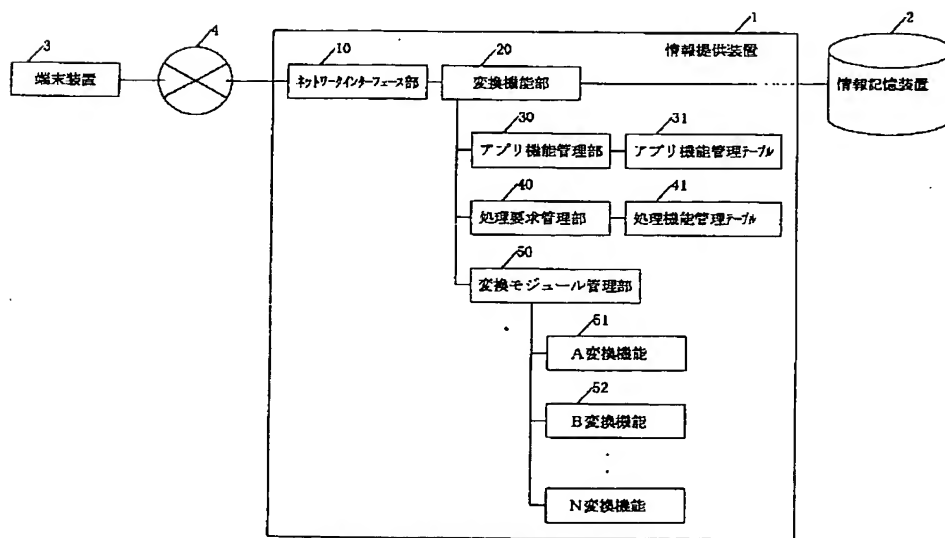 1
2
3
4
10
20
情報提供装置
端末装置
ネットワークインターフェース部
変換機能部
情報記憶装置
30
31
アプリ機能管理部
アプリ機能管理テーブル
40
41
処理要求管理部
処理機能管理テーブル
50
変換モジュール管理部
51
A変換機能
52
B変換機能
N変換機能